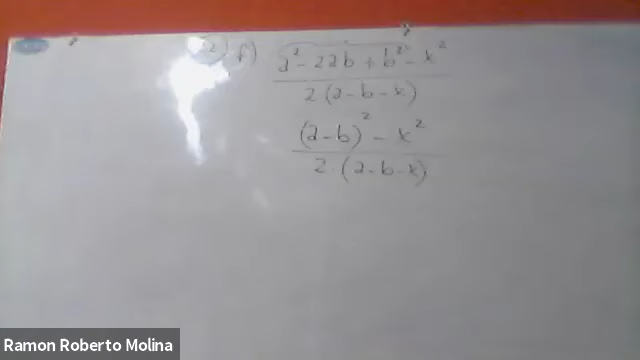 2) f) a² - 2ab + b² - x²
2 (a - b - x)
(a - b)² - x²
2 · (a - b - x)
Ramon Roberto Molina